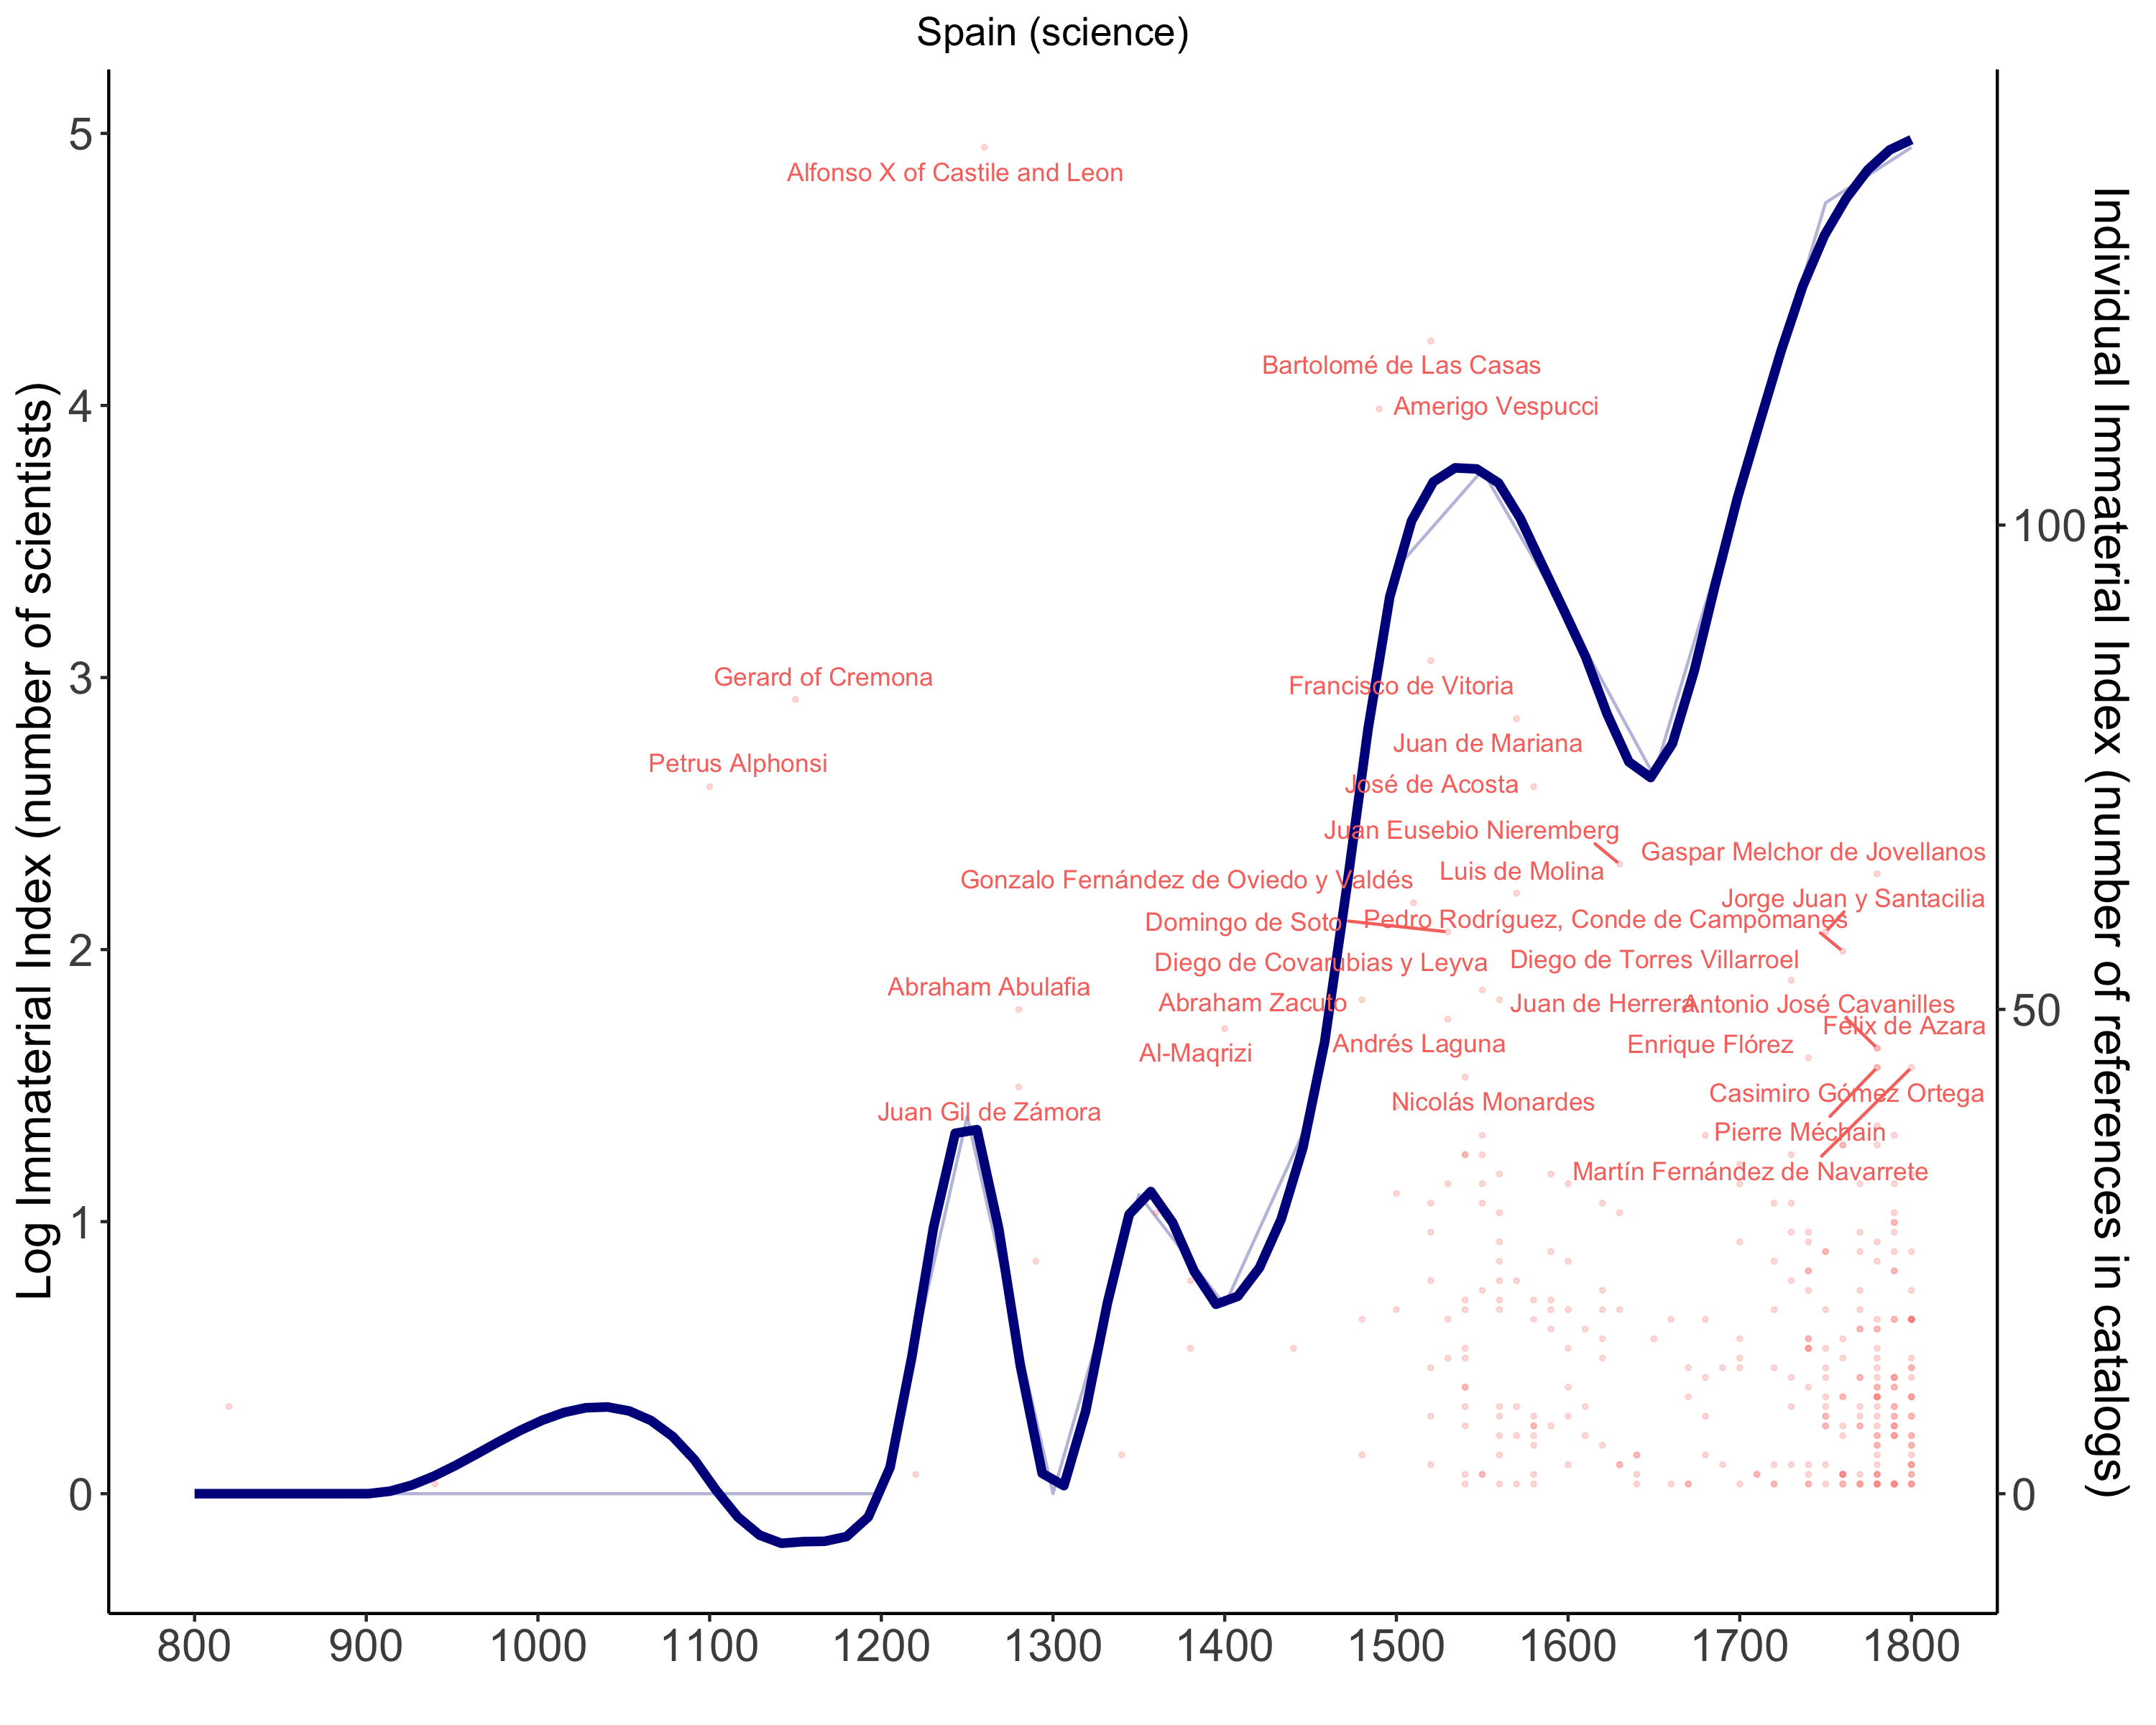 Spain (science)
Log Immaterial Index (number of scientists)
5
4
3
2
1
0
Alfonso X of Castile and Leon
Bartolomé de Las Casas
Amerigo Vespucci
Gerard of Cremona
Francisco de Vitoria
Juan de Mariana
Petrus Alphonsi
José de Acosta
Juan Eusebio Nieremberg
Gaspar Melchor de Jovellanos
Luis de Molina
Gonzalo Fernández de Oviedo y Valdés
Jorge Juan y Santacilia
Pedro Rodríguez, Conde de Campomanes
Domingo de Soto
Diego de Covarubias y Leyva
Diego de Torres Villarroel
Abraham Abulafia
Abraham Zacuto
Juan de Herrera
Antonio José Cavanilles
Félix de Azara
Andrés Laguna
Enrique Flórez
Al-Maqrizi
Casimiro Gómez Ortega
Nicolás Monardes
Juan Gil de Zámora
Pierre Méchain
Martín Fernández de Navarrete
100
50
0
Individual Immaterial Index (number of references in catalogs)
800 900 1000 1100 1200 1300 1400 1500 1600 1700 1800